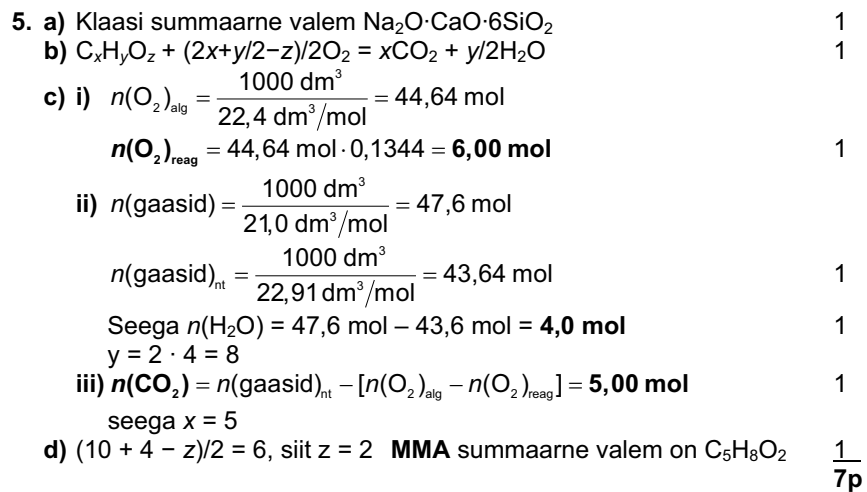 5. a) Klaasi summaarne valem Na₂O·CaO·6SiO₂ 1
b) CₓHᵧO_z + (2x+y/2−z)/2O₂ = xCO₂ + y/2H₂O 1
c) i) n(O₂)ₐₗg = 1000 dm³ / 22,4 dm³/mol = 44,64 mol
n(O₂)reag = 44,64 mol · 0,1344 = 6,00 mol 1
ii) n(gaasid) = 1000 dm³ / 21,0 dm³/mol = 47,6 mol
n(gaasid)nt = 1000 dm³ / 22,91 dm³/mol = 43,64 mol 1
Seega n(H₂O) = 47,6 mol – 43,6 mol = 4,0 mol 1
y = 2 · 4 = 8
iii) n(CO₂) = n(gaasid)nt − [n(O₂)alg − n(O₂)reag] = 5,00 mol 1
seega x = 5
d) (10 + 4 − z)/2 = 6, siit z = 2 MMA summaarne valem on C₅H₈O₂ 1
7p